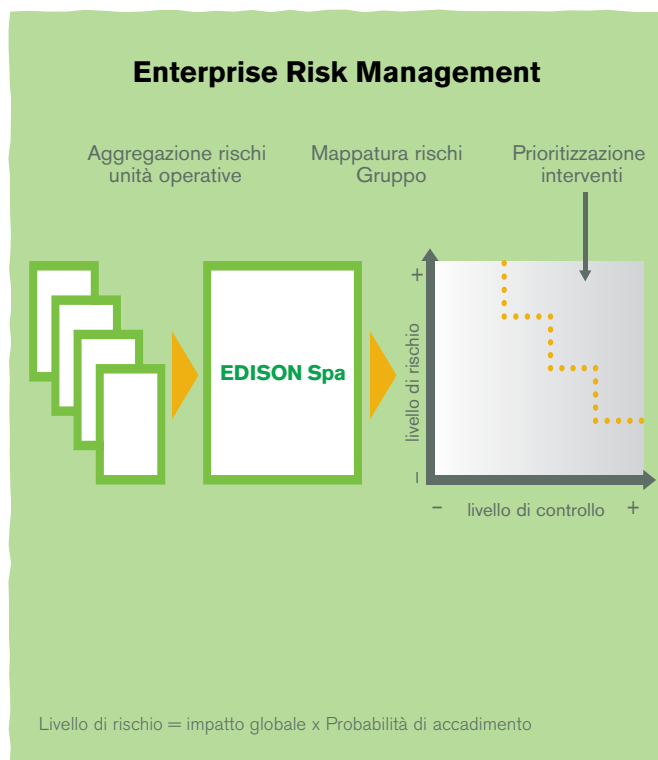 Enterprise Risk Management
Aggregazione rischi
unità operative
Mappatura rischi
Gruppo
Prioritizzazione
interventi
EDISON Spa
+
livello di rischio
–
–
livello di controllo
+
Livello di rischio = impatto globale x Probabilità di accadimento